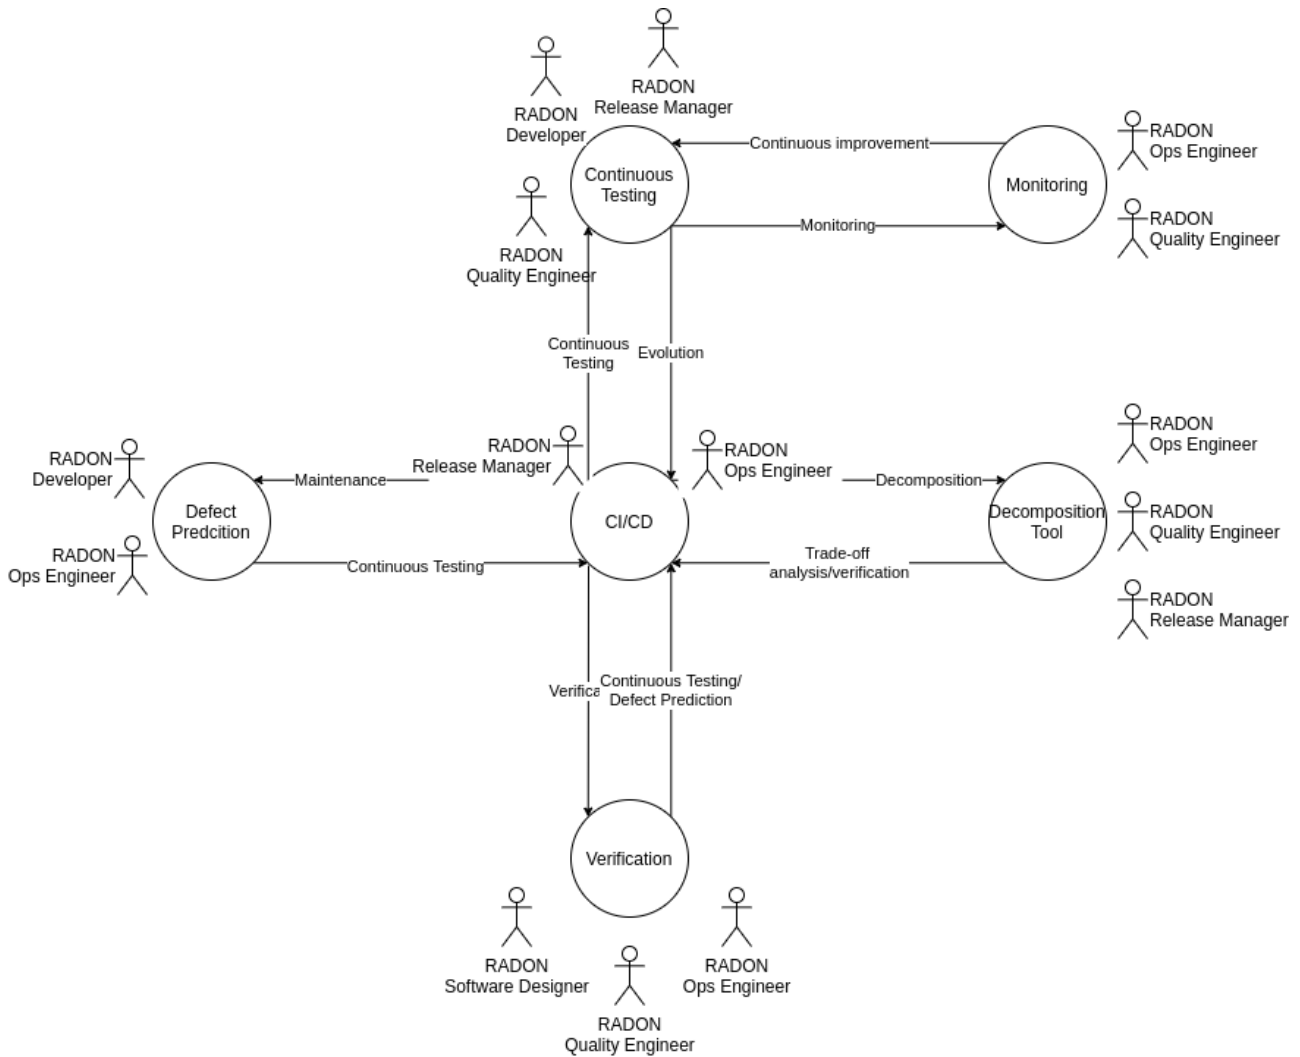 RADON
Release Manager
RADON
Developer
Continuous
Testing
Continuous improvement
Monitoring
RADON
Ops Engineer
Monitoring
RADON
Quality Engineer
RADON
Quality Engineer
Continuous
Testing
Evolution
RADON
Developer
Maintenance
RADON
Release Manager
RADON
Ops Engineer
Decomposition
RADON
Ops Engineer
Defect
Predcition
CI/CD
Decomposition
Tool
RADON
Quality Engineer
RADON
Ops Engineer
Continuous Testing
Trade-off
analysis/verification
RADON
Release Manager
Verifica
Continuous Testing/
Defect Prediction
Verification
RADON
Software Designer
RADON
Quality Engineer
RADON
Ops Engineer